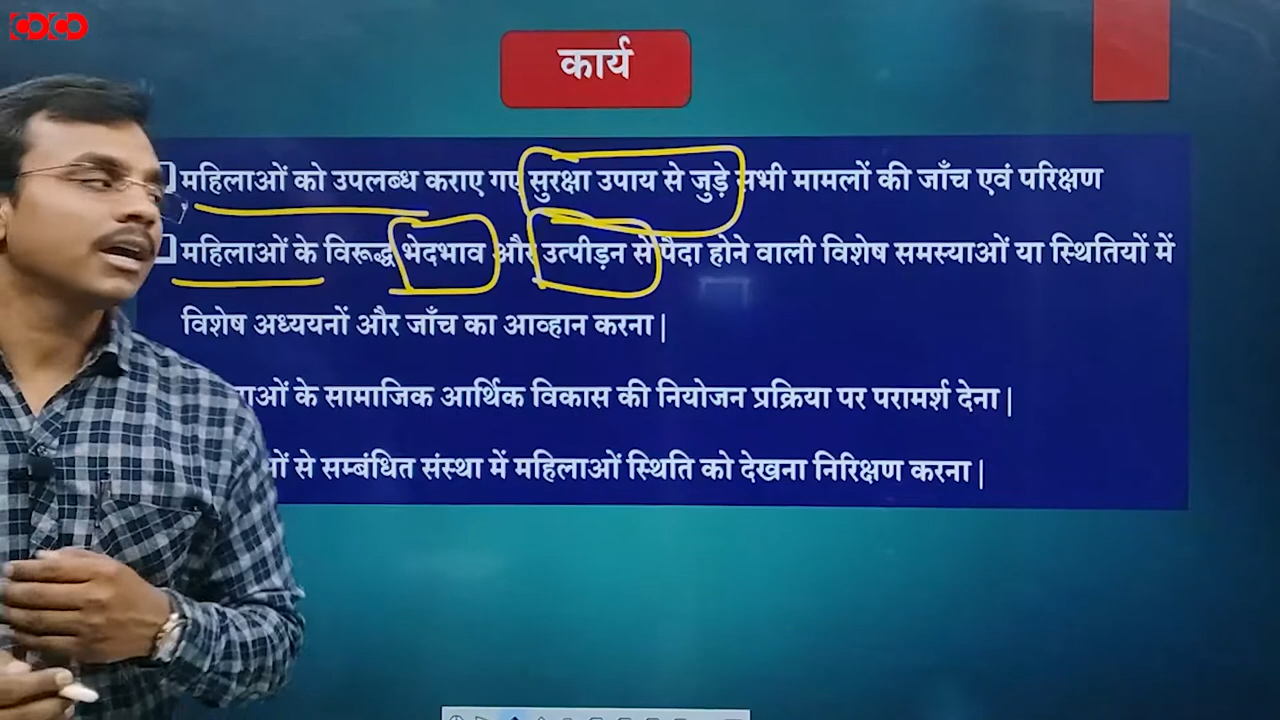 कार्य
महिलाओं को उपलब्ध कराए गए सुरक्षा उपाय से जुड़े सभी मामलों की जाँच एवं परिक्षण
महिलाओं के विरूद्ध भेदभाव और उत्पीड़न से पैदा होने वाली विशेष समस्याओं या स्थितियों में
विशेष अध्ययनों और जाँच का आव्हान करना |
के सामाजिक आर्थिक विकास की नियोजन प्रक्रिया पर परामर्श देना |
से सम्बंधित संस्था में महिलाओं स्थिति को देखना निरिक्षण करना |